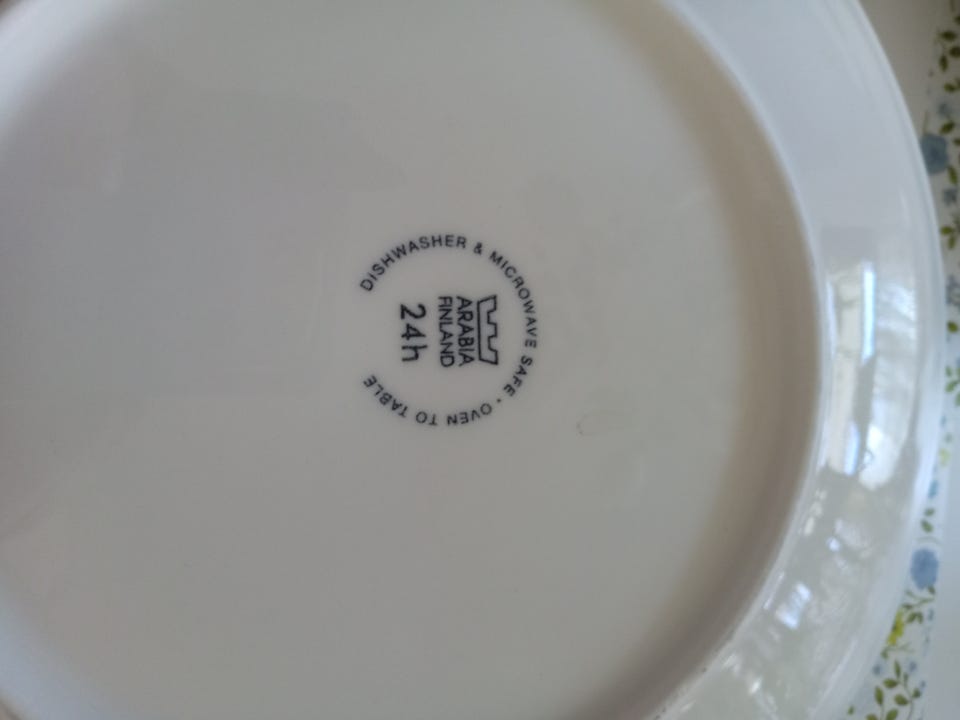 DISHWASHER & MICROWAVE SAFE · OVEN TO TABLE
ARABIA
FINLAND
24h